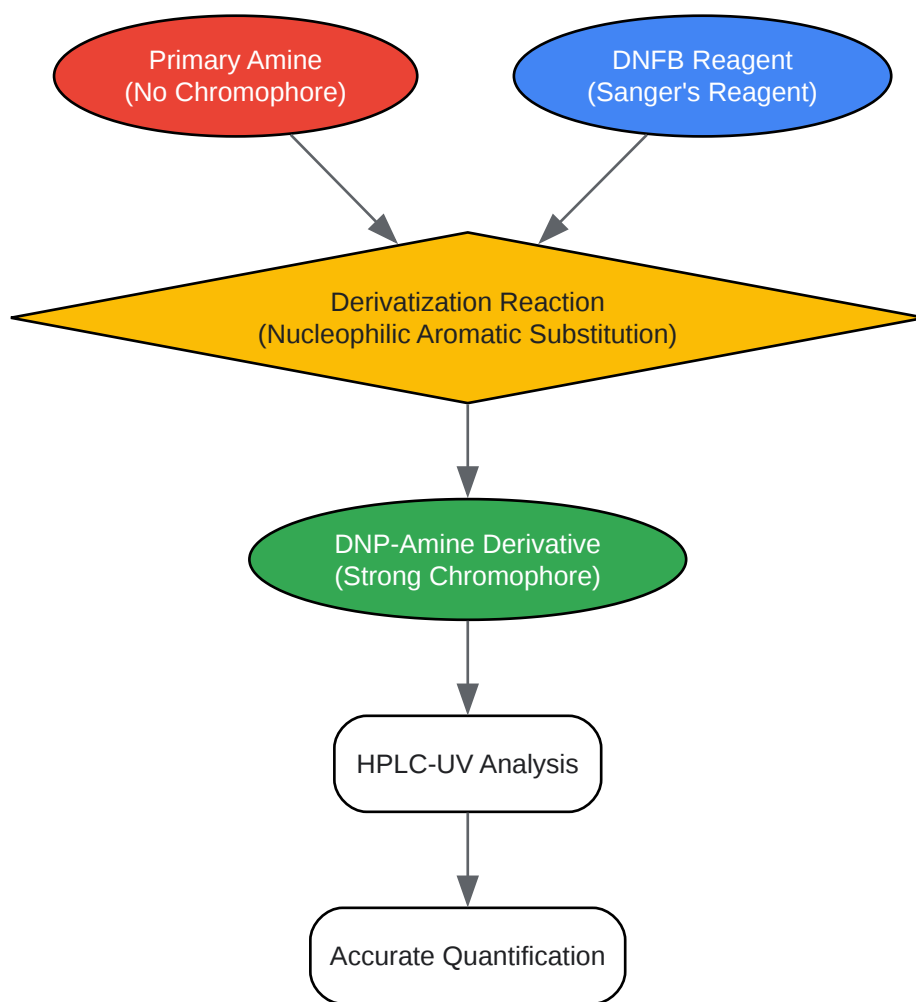 Primary Amine
(No Chromophore)
DNFB Reagent
(Sanger's Reagent)
Derivatization Reaction
(Nucleophilic Aromatic Substitution)
DNP-Amine Derivative
(Strong Chromophore)
HPLC-UV Analysis
Accurate Quantification